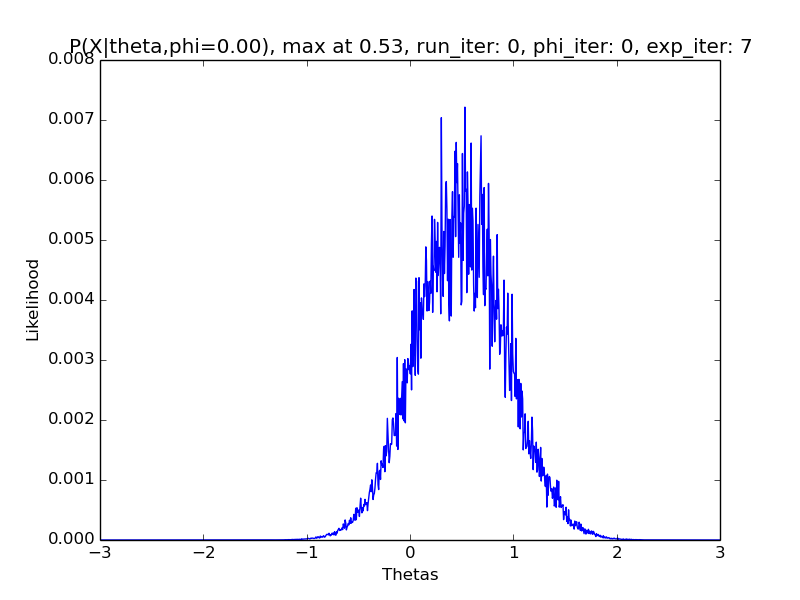 P(X|theta,phi=0.00), max at 0.53, run_iter: 0, phi_iter: 0, exp_iter: 7
0.008
0.007
0.006
0.005
0.004
0.003
0.002
0.001
0.000
Likelihood
−3 −2 −1 0 1 2 3
Thetas